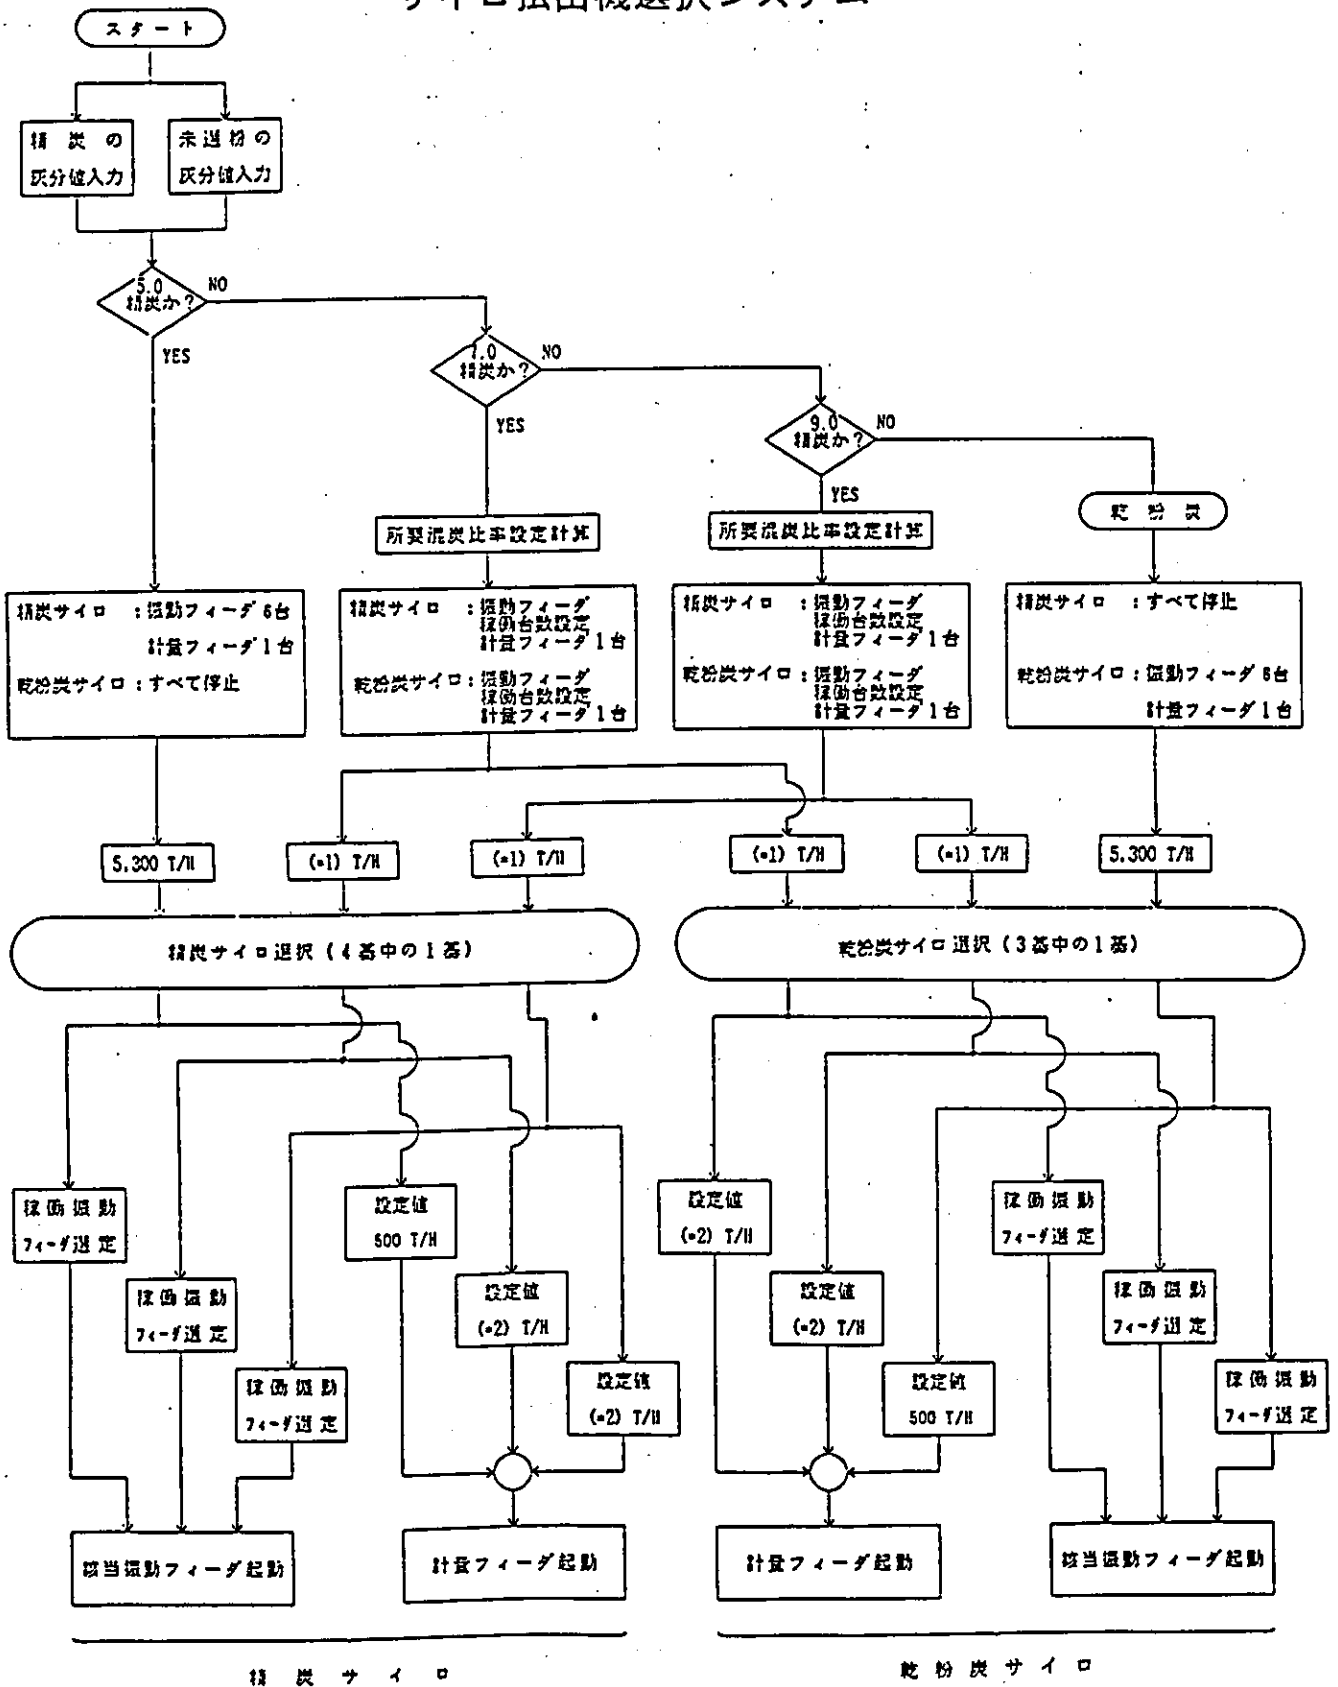 サイロ払出機選択システム
スタート
精炭の
灰分値入力
未選粉の
灰分値入力
5.0
精炭か?
NO
YES
7.0
精炭か?
NO
YES
9.0
精炭か?
NO
YES
乾粉炭
所要混炭比率設定計算
所要混炭比率設定計算
精炭サイロ :振動フィーダ 6台
計量フィーダ 1台
乾粉炭サイロ:すべて停止
精炭サイロ :振動フィーダ
稼働台数設定
計量フィーダ 1台
乾粉炭サイロ:振動フィーダ
稼働台数設定
計量フィーダ 1台
精炭サイロ :振動フィーダ
稼働台数設定
計量フィーダ 1台
乾粉炭サイロ:振動フィーダ
稼働台数設定
計量フィーダ 1台
精炭サイロ :すべて停止
乾粉炭サイロ:振動フィーダ 6台
計量フィーダ 1台
5.300 T/H
(*1) T/H
(*1) T/H
(*1) T/H
(*1) T/H
5.300 T/H
精炭サイロ選択(4基中の1基)
乾粉炭サイロ選択(3基中の1基)
稼働振動
フィーダ選定
設定値
500 T/H
設定値
(*2) T/H
稼働振動
フィーダ選定
稼働振動
フィーダ選定
設定値
(*2) T/H
設定値
(*2) T/H
稼働振動
フィーダ選定
稼働振動
フィーダ選定
設定値
(*2) T/H
設定値
500 T/H
稼働振動
フィーダ選定
該当振動フィーダ起動
計量フィーダ起動
計量フィーダ起動
該当振動フィーダ起動
精炭サイロ
乾粉炭サイロ